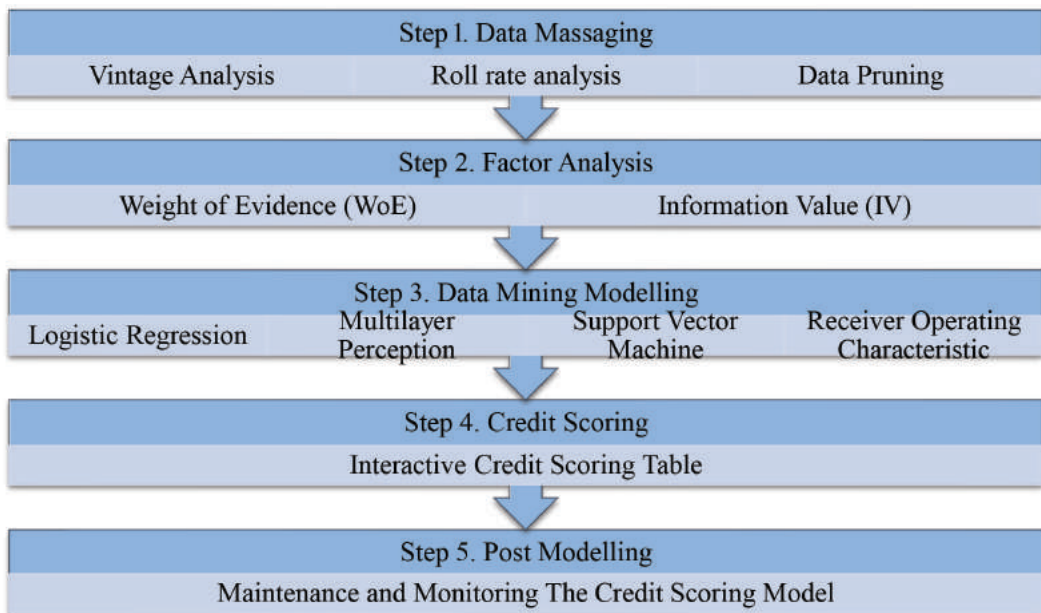 Step 1. Data Massaging
Vintage Analysis Roll rate analysis Data Pruning
Step 2. Factor Analysis
Weight of Evidence (WoE) Information Value (IV)
Step 3. Data Mining Modelling
Logistic Regression
Multilayer
Perception
Support Vector
Machine
Receiver Operating
Characteristic
Step 4. Credit Scoring
Interactive Credit Scoring Table
Step 5. Post Modelling
Maintenance and Monitoring The Credit Scoring Model